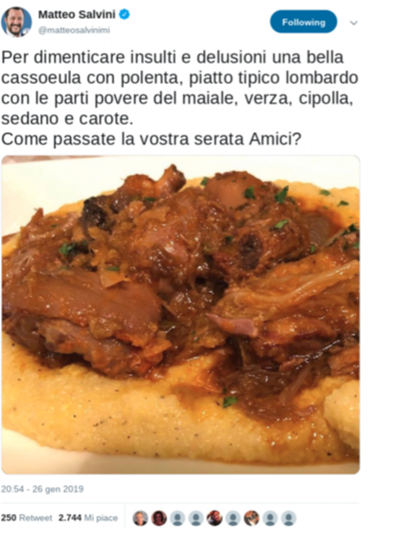 Matteo Salvini
Following
@matteosalvinimi
Per dimenticare insulti e delusioni una bella
cassoeula con polenta, piatto tipico lombardo
con le parti povere del maiale, verza, cipolla,
sedano e carote.
Come passate la vostra serata Amici?
20:54 - 26 gen 2019
250 Retweet 2.744 Mi piace